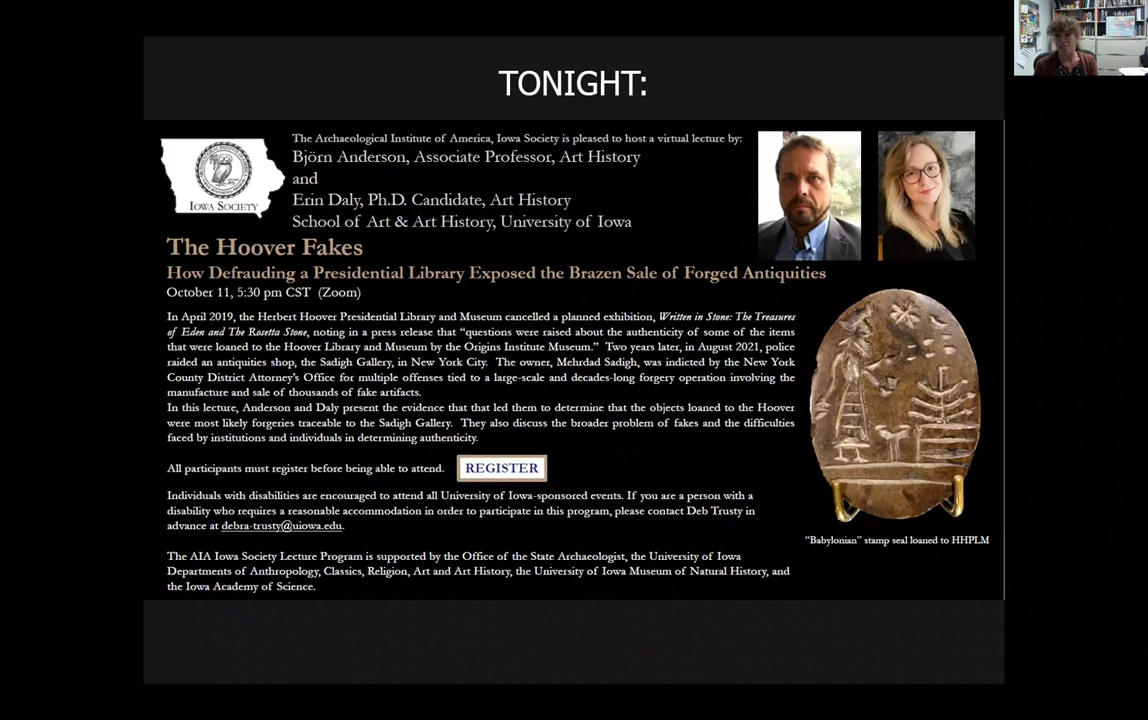 TONIGHT:
The Archaeological Institute of America, Iowa Society is pleased to host a virtual lecture by:
Björn Anderson, Associate Professor, Art History
and
Erin Daly, Ph.D. Candidate, Art History
School of Art & Art History, University of Iowa
IOWA SOCIETY
The Hoover Fakes
How Defrauding a Presidential Library Exposed the Brazen Sale of Forged Antiquities
October 11, 5:30 pm CST (Zoom)
In April 2019, the Herbert Hoover Presidential Library and Museum cancelled a planned exhibition, Written in Stone: The Treasures
of Eden and The Rosetta Stone, noting in a press release that “questions were raised about the authenticity of some of the items
that were loaned to the Hoover Library and Museum by the Origins Institute Museum.” Two years later, in August 2021, police
raided an antiquities shop, the Sadigh Gallery, in New York City. The owner, Mehrdad Sadigh, was indicted by the New York
County District Attorney’s Office for multiple offenses tied to a large-scale and decades-long forgery operation involving the
manufacture and sale of thousands of fake artifacts.
In this lecture, Anderson and Daly present the evidence that that led them to determine that the objects loaned to the Hoover
were most likely forgeries traceable to the Sadigh Gallery. They also discuss the broader problem of fakes and the difficulties
faced by institutions and individuals in determining authenticity.
All participants must register before being able to attend. REGISTER
Individuals with disabilities are encouraged to attend all University of Iowa-sponsored events. If you are a person with a
disability who requires a reasonable accommodation in order to participate in this program, please contact Deb Trusty in
advance at debra-trusty@uiowa.edu.
“Babylonian” stamp seal loaned to HHPLM
The AIA Iowa Society Lecture Program is supported by the Office of the State Archaeologist, the University of Iowa
Departments of Anthropology, Classics, Religion, Art and Art History, the University of Iowa Museum of Natural History, and
the Iowa Academy of Science.